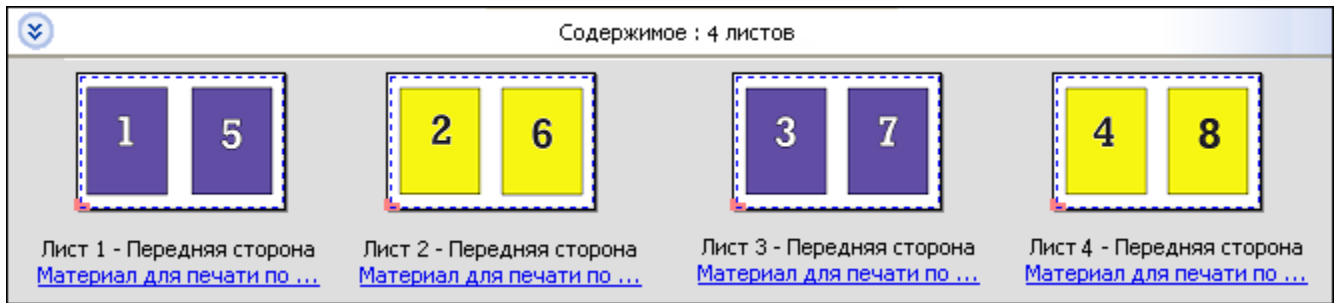 Содержимое : 4 листов
1 5
2 6
3 7
4 8
Лист 1 - Передняя сторона
Материал для печати по ...
Лист 2 - Передняя сторона
Материал для печати по ...
Лист 3 - Передняя сторона
Материал для печати по ...
Лист 4 - Передняя сторона
Материал для печати по ...